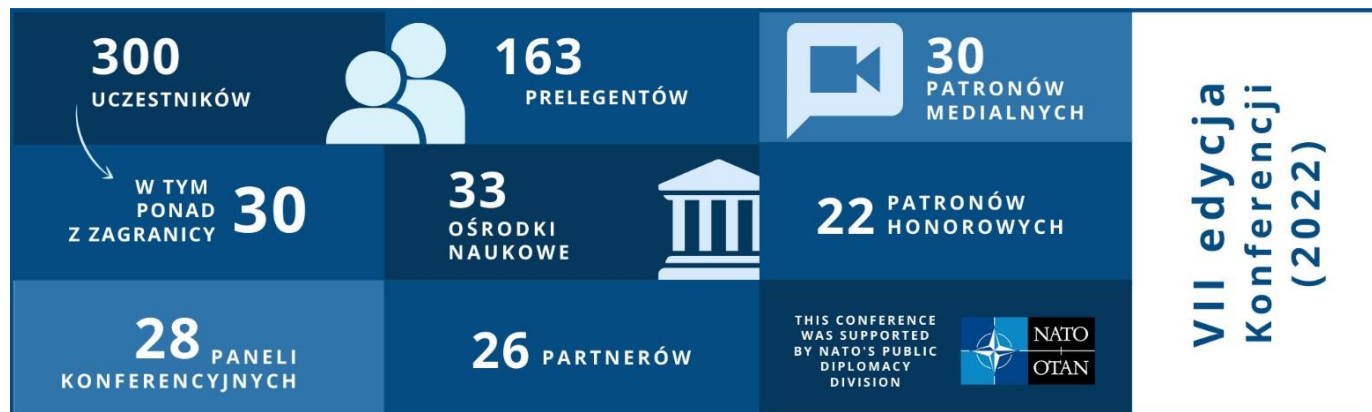 300
UCZESTNIKÓW
163
PRELEGENTÓW
30
PATRONÓW
MEDIALNYCH
W TYM
PONAD
Z ZAGRANICY
30
33
OŚRODKI
NAUKOWE
22 PATRONÓW
HONOROWYCH
28 PANELI
KONFERENCYJNYCH
26 PARTNERÓW
THIS CONFERENCE
WAS SUPPORTED
BY NATO'S PUBLIC
DIPLOMACY
DIVISION
NATO
OTAN
VII edycja
Konferencji
(2022)